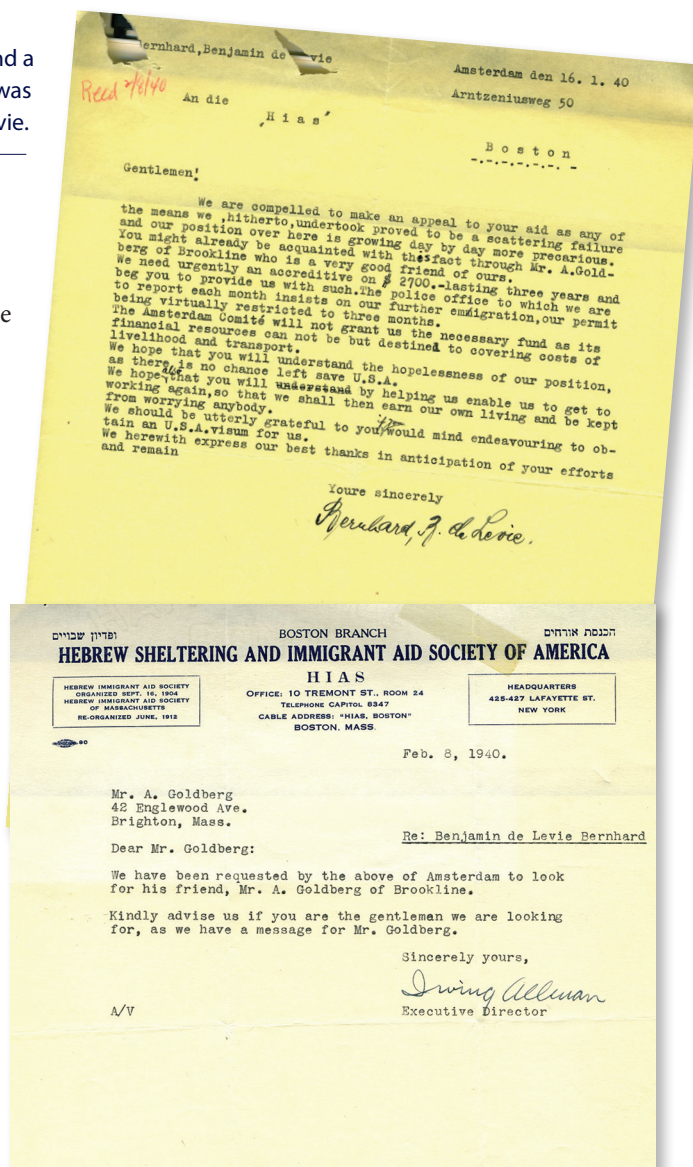 nd a
was
vie.
e
Bernhard,Benjamin de vie
Recd 2/8/40
Amsterdam den 16. 1. 40
Arntzeniusweg 50
An die
„H i a s"
B o s t o n
-.-.-.-.-.- -
Gentlemen!
We are compelled to make an appeal to your aid as any of
the means we ,hitherto,undertook proved to be a scattering failure
and our position over here is growing day by day more precarious.
You might already be acquainted with this fact through Mr. A.Gold-
berg of Brookline who is a very good friend of ours.
We need urgently an accreditive on $ 2700.-lasting three years and
beg you to provide us with such.The police office to which we are
to report each month insists on our further emmigration,our permit
being virtually restricted to three months.
The Amsterdam Comité will not grant us the necessary fund as its
financial resources can not be but destined to covering costs of
livelihood and transport.
We hope that you will understand the hopelessness of our position,
as there is no chance left save U.S.A.
We hope also that you will understand by helping us enable us to get to
working again,so that we shall then earn our own living and be kept
from worrying anybody.
We should be utterly grateful to you if you would mind endeavouring to ob-
tain an U.S.A.visum for us.
We herewith express our best thanks in anticipation of your efforts
and remain
Youre sincerely
Bernhard, B. de Levie.
ופדיון שבויים
BOSTON BRANCH
הכנסת אורחים
HEBREW SHELTERING AND IMMIGRANT AID SOCIETY OF AMERICA
HIAS
HEBREW IMMIGRANT AID SOCIETY
ORGANIZED SEPT. 16, 1904
HEBREW IMMIGRANT AID SOCIETY
OF MASSACHUSETTS
RE-ORGANIZED JUNE, 1912
OFFICE: 10 TREMONT ST., ROOM 24
TELEPHONE CAPITOL 8347
CABLE ADDRESS: "HIAS, BOSTON"
BOSTON, MASS.
HEADQUARTERS
425-427 LAFAYETTE ST.
NEW YORK
80
Feb. 8, 1940.
Mr. A. Goldberg
42 Englewood Ave.
Brighton, Mass.
Re: Benjamin de Levie Bernhard
Dear Mr. Goldberg:
We have been requested by the above of Amsterdam to look
for his friend, Mr. A. Goldberg of Brookline.
Kindly advise us if you are the gentleman we are looking
for, as we have a message for Mr. Goldberg.
Sincerely yours,
Irving Allman
A/V
Executive Director